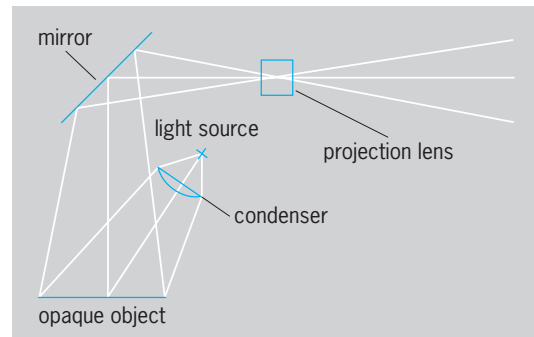 mirror
light source
projection lens
condenser
opaque object